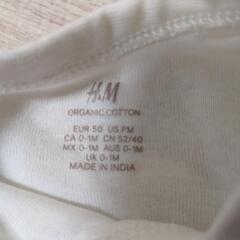 H&M
ORGANIC COTTON
EUR 50 US PM
CA 0-1M CN 52/40
MX 0-1M AUS 0-1M
UK 0-1M
MADE IN INDIA